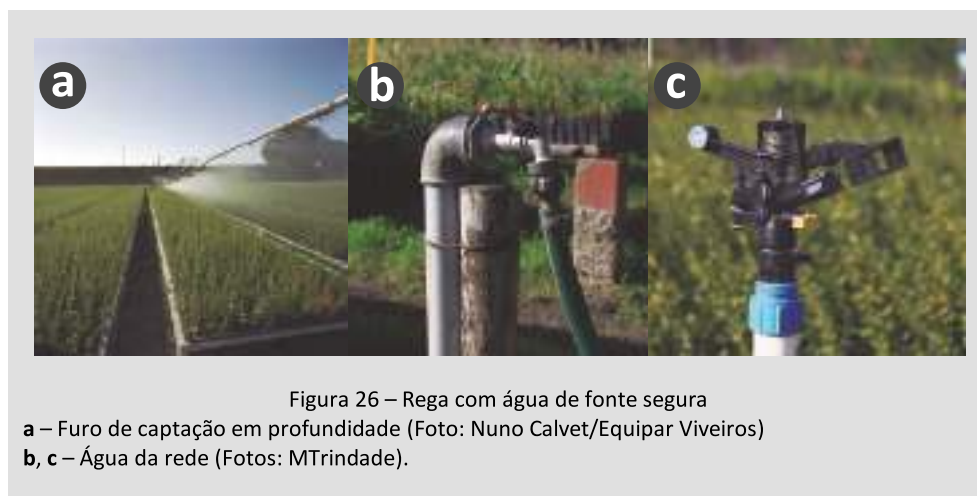 a
b
c
Figura 26 – Rega com água de fonte segura
a – Furo de captação em profundidade (Foto: Nuno Calvet/Equipar Viveiros)
b, c – Água da rede (Fotos: MTrindade).